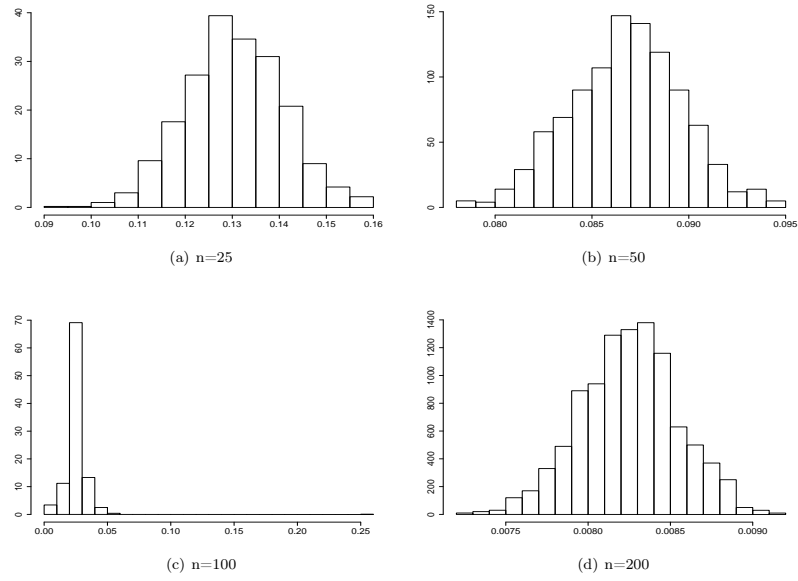 0 10 20 30 40
0.09 0.10 0.11 0.12 0.13 0.14 0.15 0.16
(a) n=25
0 50 100 150
0.080 0.085 0.090 0.095
(b) n=50
0 10 20 30 40 50 60 70
0.00 0.05 0.10 0.15 0.20 0.25
(c) n=100
0 200 400 600 800 1000 1200 1400
0.0075 0.0080 0.0085 0.0090
(d) n=200